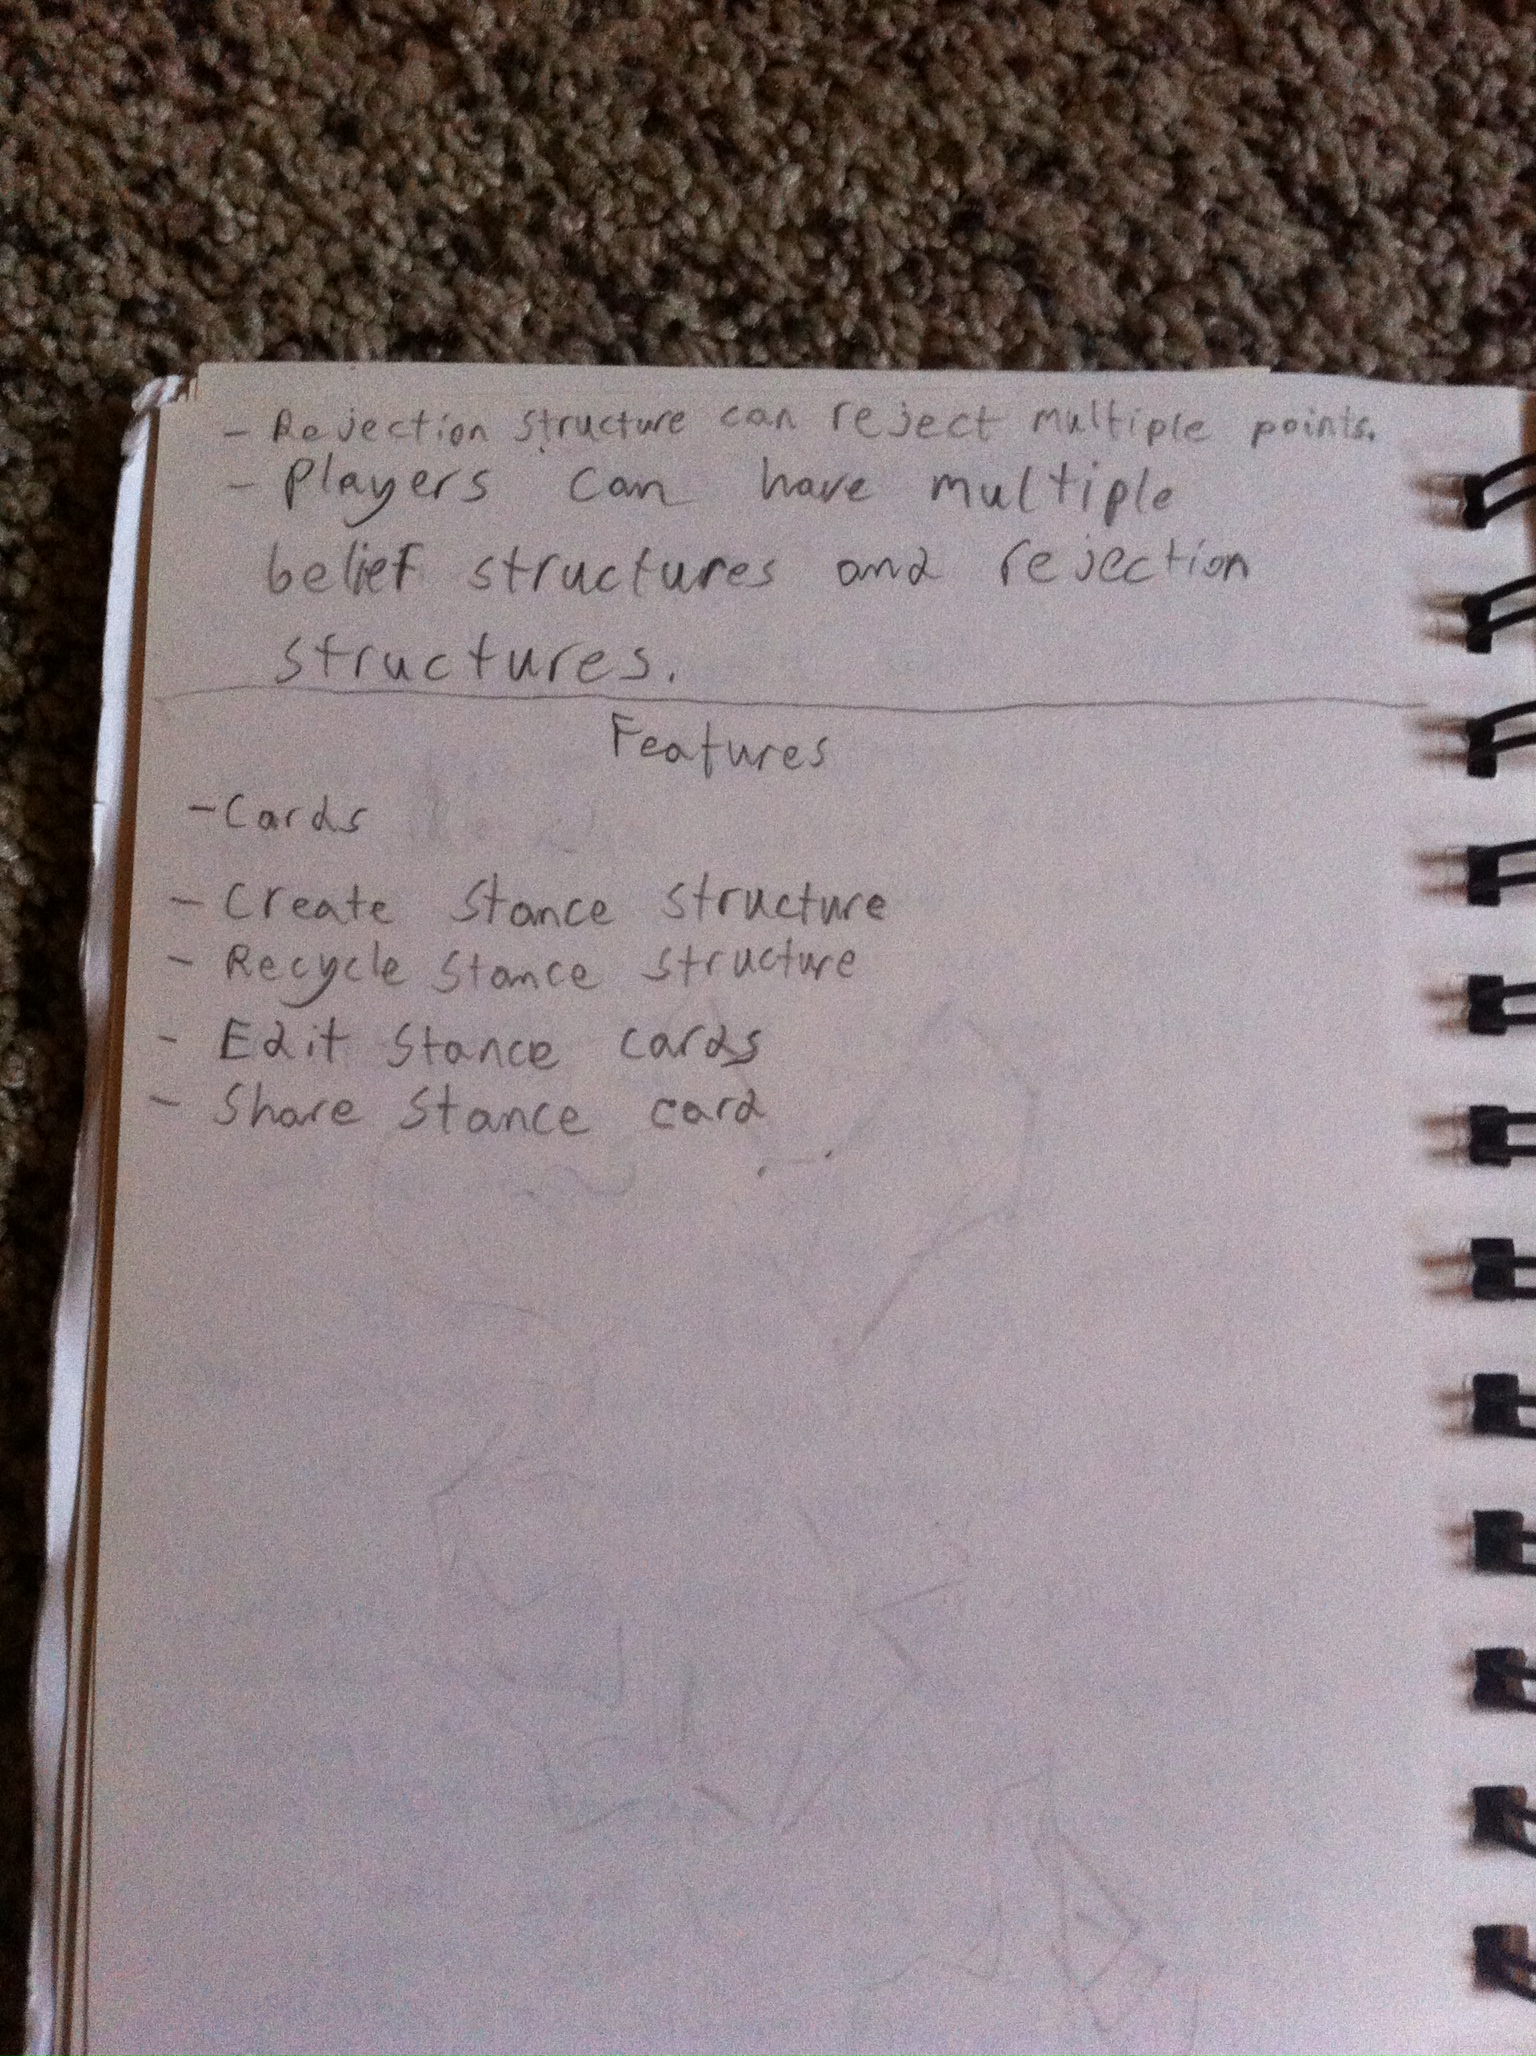 - Rejection structure can reject multiple points.
- Players can have multiple
belief structures and rejection
structures.
Features
- Cards
- Create Stance structure
- Recycle Stance structure
- Edit Stance cards
- Share Stance card